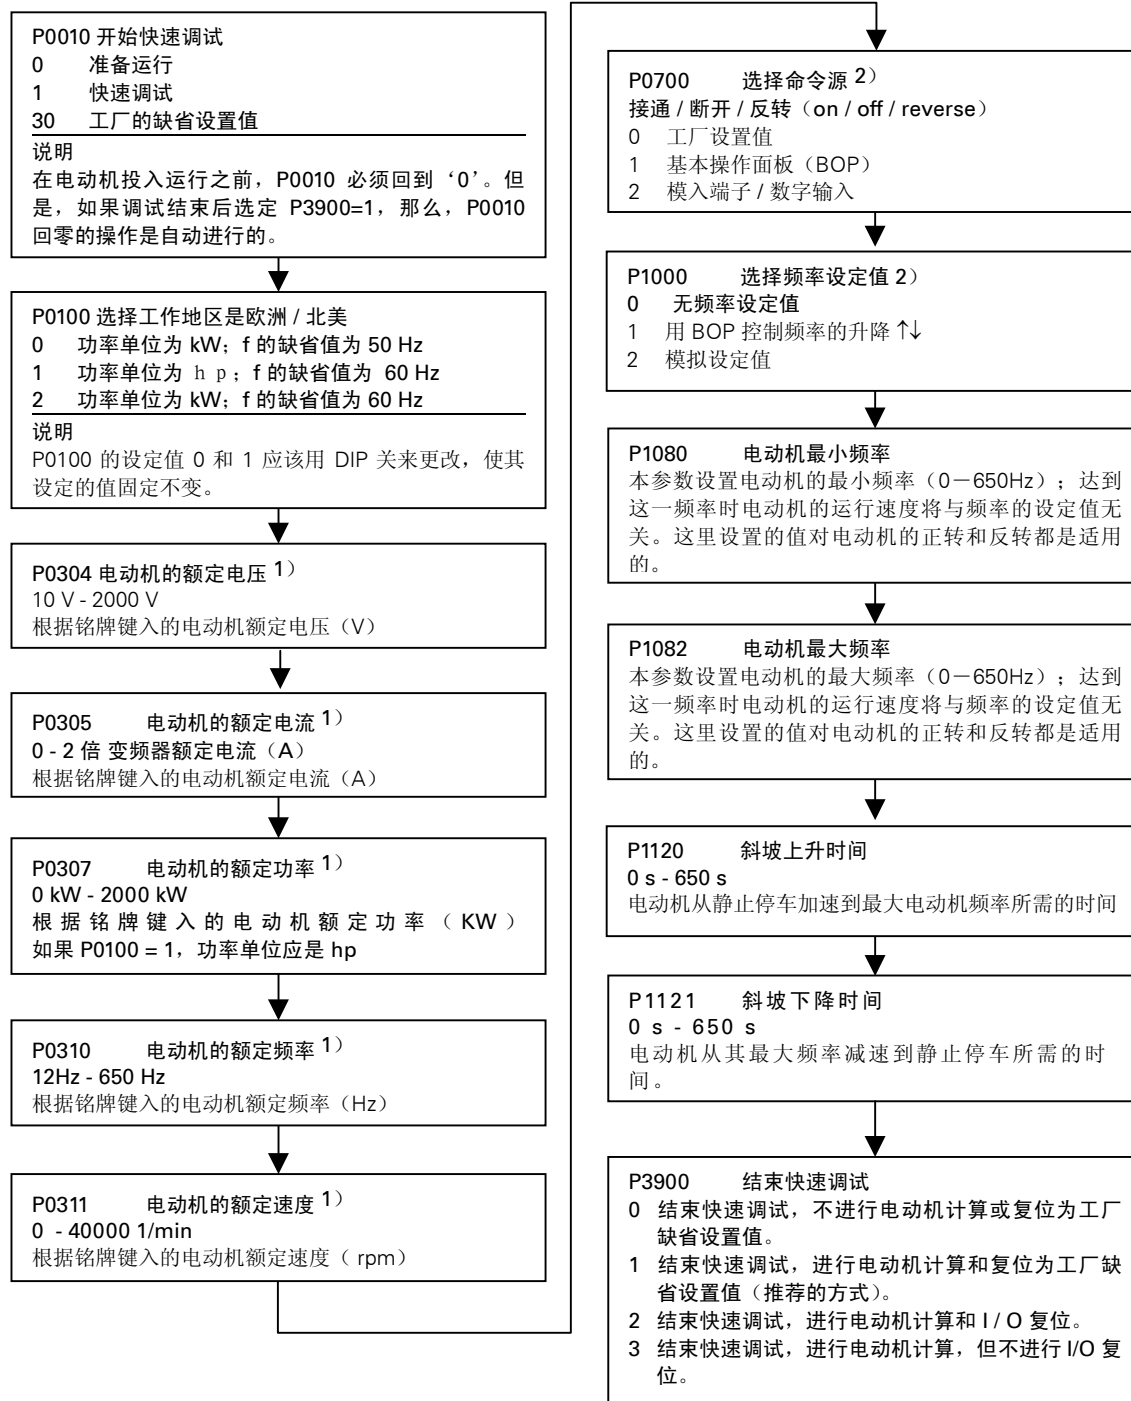 P0010 开始快速调试
0 准备运行
1 快速调试
30 工厂的缺省设置值
说明
在电动机投入运行之前，P0010 必须回到‘0’。但
是，如果调试结束后选定 P3900=1，那么，P0010
回零的操作是自动进行的。
P0100 选择工作地区是欧洲 / 北美
0 功率单位为 kW；f 的缺省值为 50 Hz
1 功率单位为 hp；f 的缺省值为 60 Hz
2 功率单位为 kW；f 的缺省值为 60 Hz
说明
P0100 的设定值 0 和 1 应该用 DIP 关来更改，使其
设定的值固定不变。
P0304 电动机的额定电压 1）
10 V - 2000 V
根据铭牌键入的电动机额定电压（V）
P0305 电动机的额定电流 1）
0 - 2 倍 变频器额定电流（A）
根据铭牌键入的电动机额定电流（A）
P0307 电动机的额定功率 1）
0 kW - 2000 kW
根据铭牌键入的电动机额定功率（KW）
如果 P0100 = 1，功率单位应是 hp
P0310 电动机的额定频率 1）
12Hz - 650 Hz
根据铭牌键入的电动机额定频率（Hz）
P0311 电动机的额定速度 1）
0 - 40000 1/min
根据铭牌键入的电动机额定速度（ rpm）
P0700 选择命令源 2）
接通 / 断开 / 反转（on / off / reverse）
0 工厂设置值
1 基本操作面板（BOP）
2 模入端子 / 数字输入
P1000 选择频率设定值 2）
0 无频率设定值
1 用 BOP 控制频率的升降 ↑↓
2 模拟设定值
P1080 电动机最小频率
本参数设置电动机的最小频率（0－650Hz）；达到
这一频率时电动机的运行速度将与频率的设定值无
关。这里设置的值对电动机的正转和反转都是适用
的。
P1082 电动机最大频率
本参数设置电动机的最大频率（0－650Hz）；达到
这一频率时电动机的运行速度将与频率的设定值无
关。这里设置的值对电动机的正转和反转都是适用
的。
P1120 斜坡上升时间
0 s - 650 s
电动机从静止停车加速到最大电动机频率所需的时间
P1121 斜坡下降时间
0 s - 650 s
电动机从其最大频率减速到静止停车所需的时
间。
P3900 结束快速调试
0 结束快速调试，不进行电动机计算或复位为工厂
缺省设置值。
1 结束快速调试，进行电动机计算和复位为工厂缺
省设置值（推荐的方式）。
2 结束快速调试，进行电动机计算和 I / O 复位。
3 结束快速调试，进行电动机计算，但不进行 I/O 复
位。